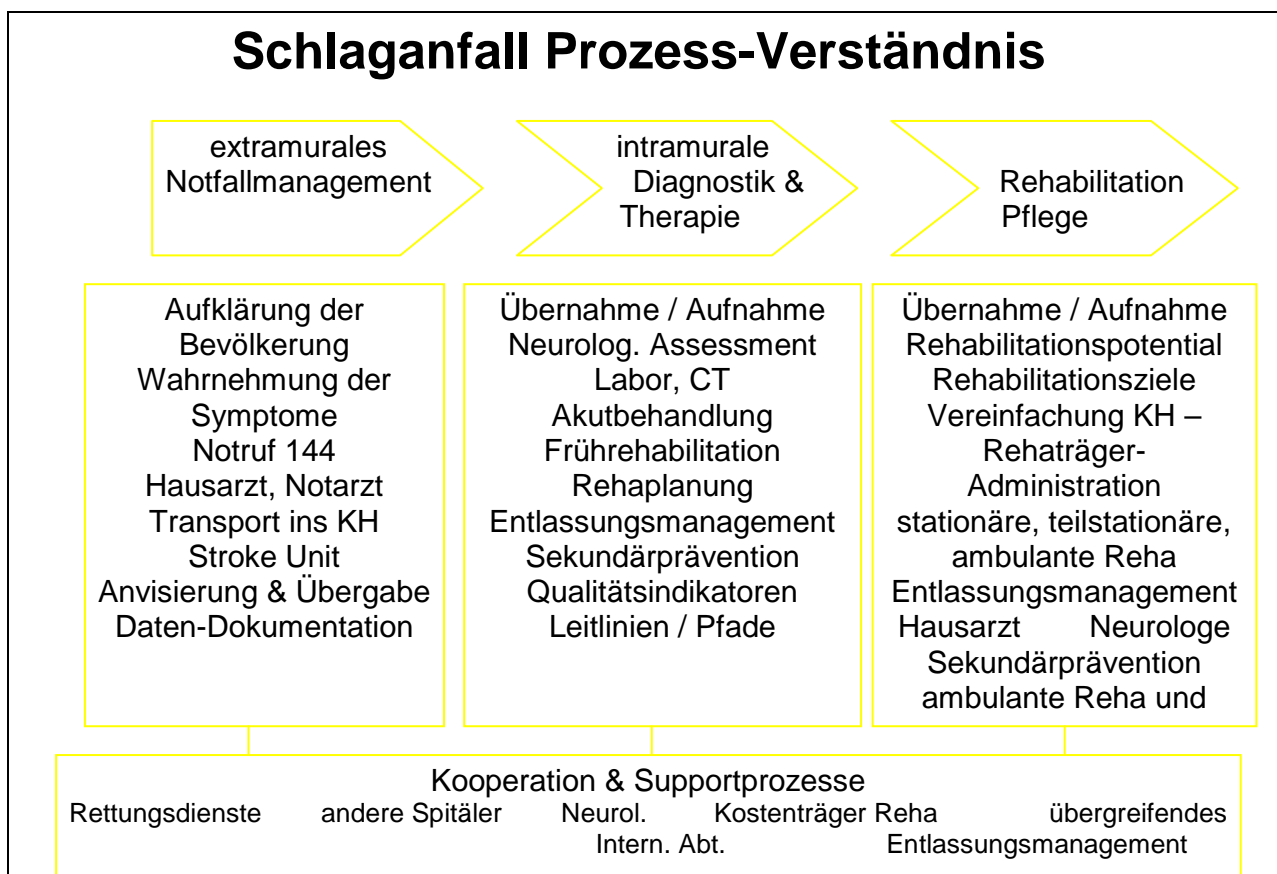 Schlaganfall Prozess-Verständnis
extramurales
Notfallmanagement
intramurale
Diagnostik &
Therapie
Rehabilitation
Pflege
Aufklärung der
Bevölkerung
Wahrnehmung der
Symptome
Notruf 144
Hausarzt, Notarzt
Transport ins KH
Stroke Unit
Anvisierung & Übergabe
Daten-Dokumentation
Übernahme / Aufnahme
Neurolog. Assessment
Labor, CT
Akutbehandlung
Frührehabilitation
Rehaplanung
Entlassungsmanagement
Sekundärprävention
Qualitätsindikatoren
Leitlinien / Pfade
Übernahme / Aufnahme
Rehabilitationspotential
Rehabilitationsziele
Vereinfachung KH –
Rehaträger-
Administration
stationäre, teilstationäre,
ambulante Reha
Entlassungsmanagement
Hausarzt Neurologe
Sekundärprävention
ambulante Reha und
Kooperation & Supportprozesse
Rettungsdienste andere Spitäler Neurol. Kostenträger Reha übergreifendes
Intern. Abt. Entlassungsmanagement